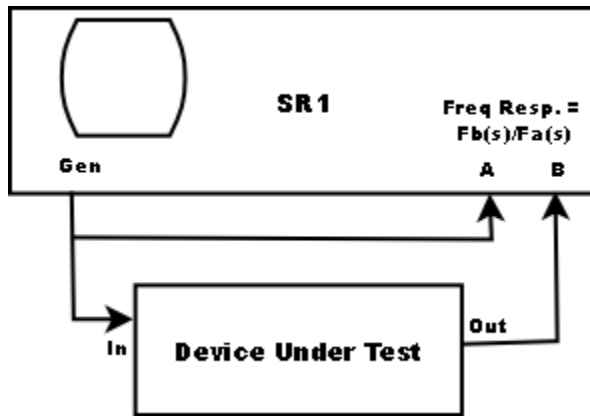 SR1
Freq Resp. =
Fb(s)/Fa(s)
Gen
A
B
In
Device Under Test
Out